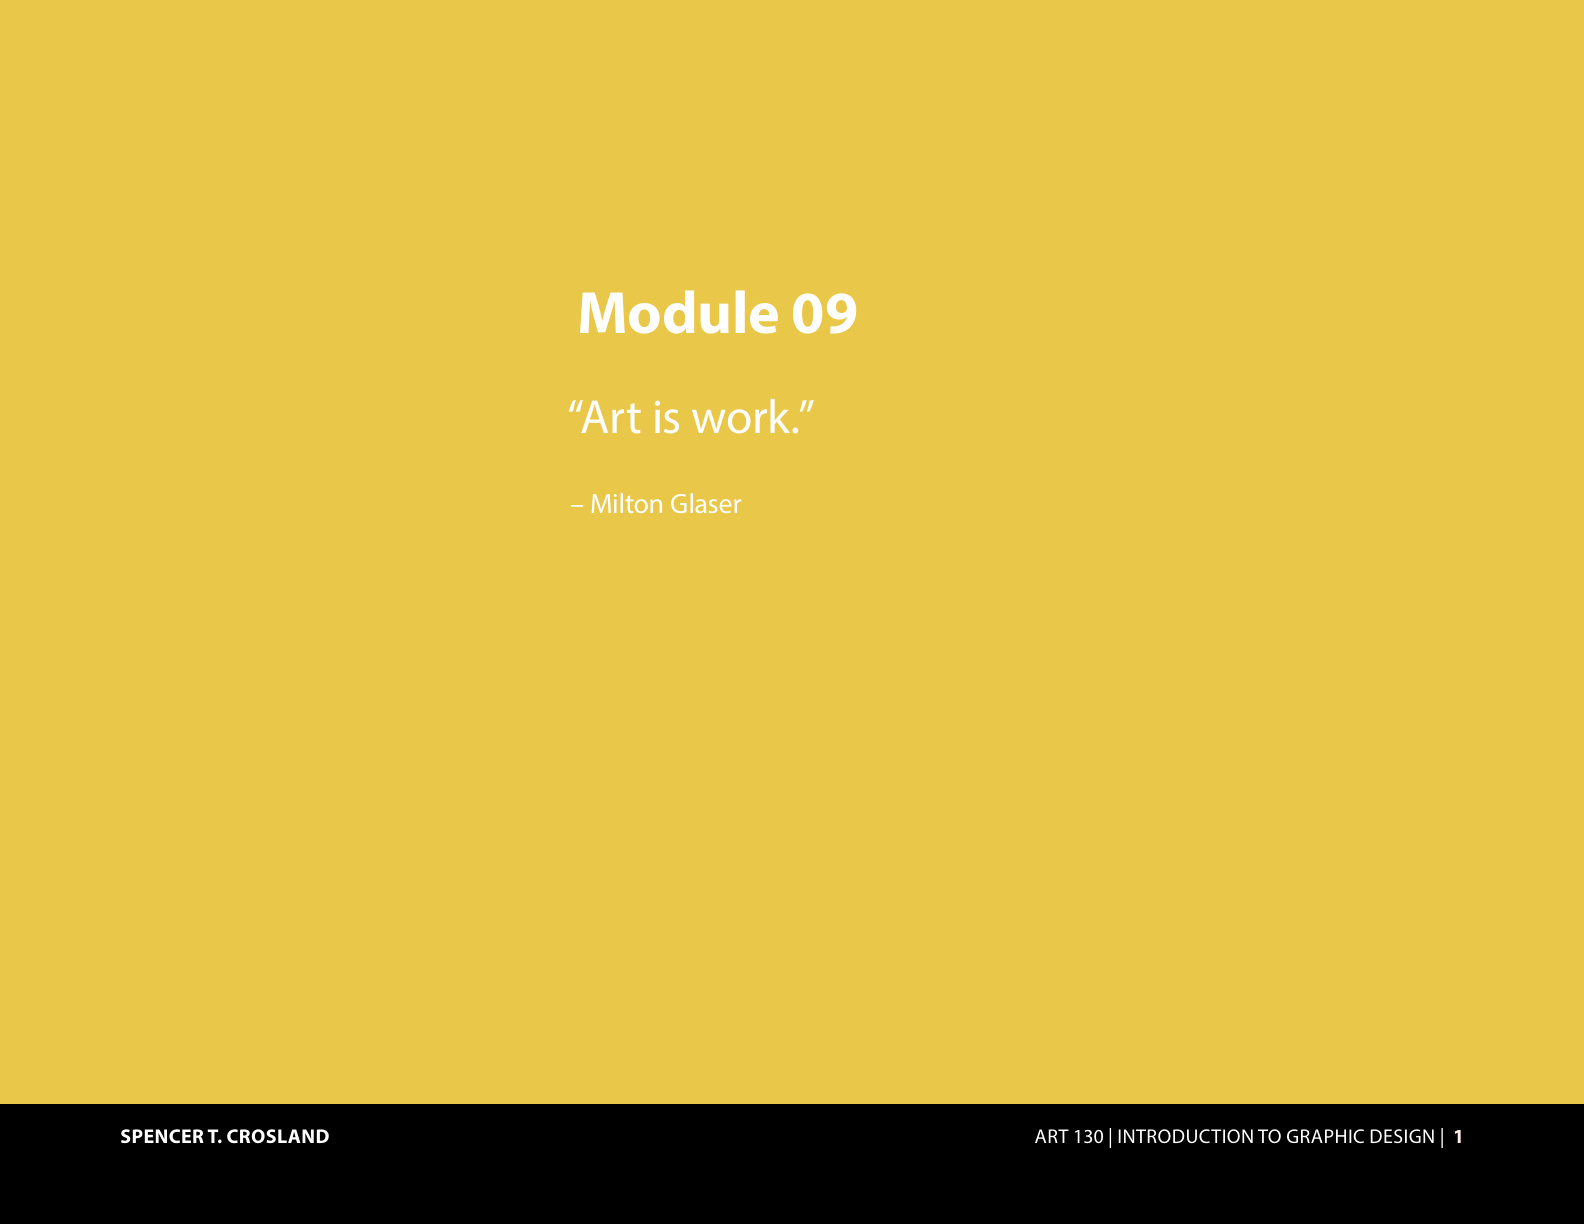 Module 09
“Art is work.”
– Milton Glaser
SPENCER T. CROSLAND
ART 130 | INTRODUCTION TO GRAPHIC DESIGN | 1